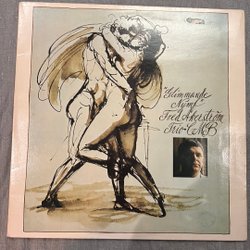 "Glimmande
Nymf"
Fred Åkerström
Trio CMB